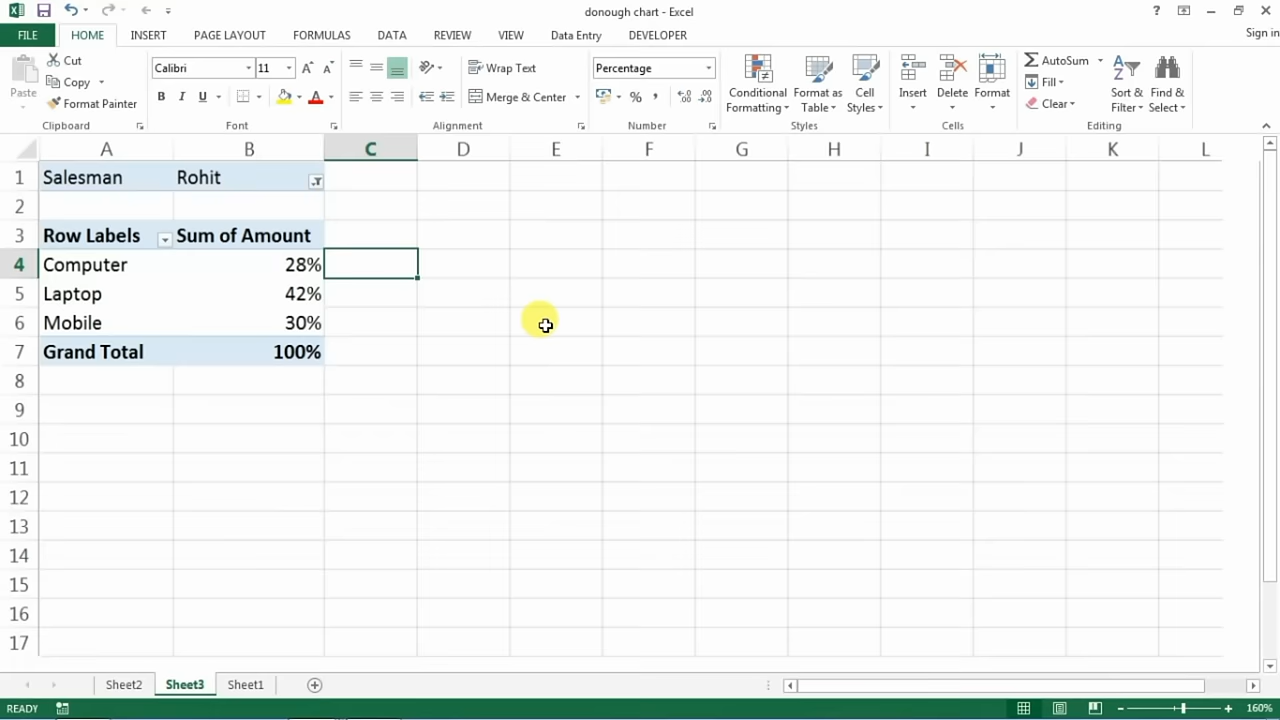 donough chart - Excel
?
Sign in
FILE HOME INSERT PAGE LAYOUT FORMULAS DATA REVIEW VIEW Data Entry DEVELOPER
Paste
Cut
Copy
Format Painter
Clipboard
Calibri 11
B I U
Font
Wrap Text
Merge & Center
Alignment
Percentage
%
Number
Conditional Formatting
Format as Table
Cell Styles
Styles
Insert Delete Format
Cells
AutoSum
Fill
Clear
Sort & Filter
Find & Select
Editing
A B C D E F G H I J K L
1 Salesman Rohit
2
3 Row Labels Sum of Amount
4 Computer 28%
5 Laptop 42%
6 Mobile 30%
7 Grand Total 100%
8
9
10
11
12
13
14
15
16
17
Sheet2 Sheet3 Sheet1
READY 160%